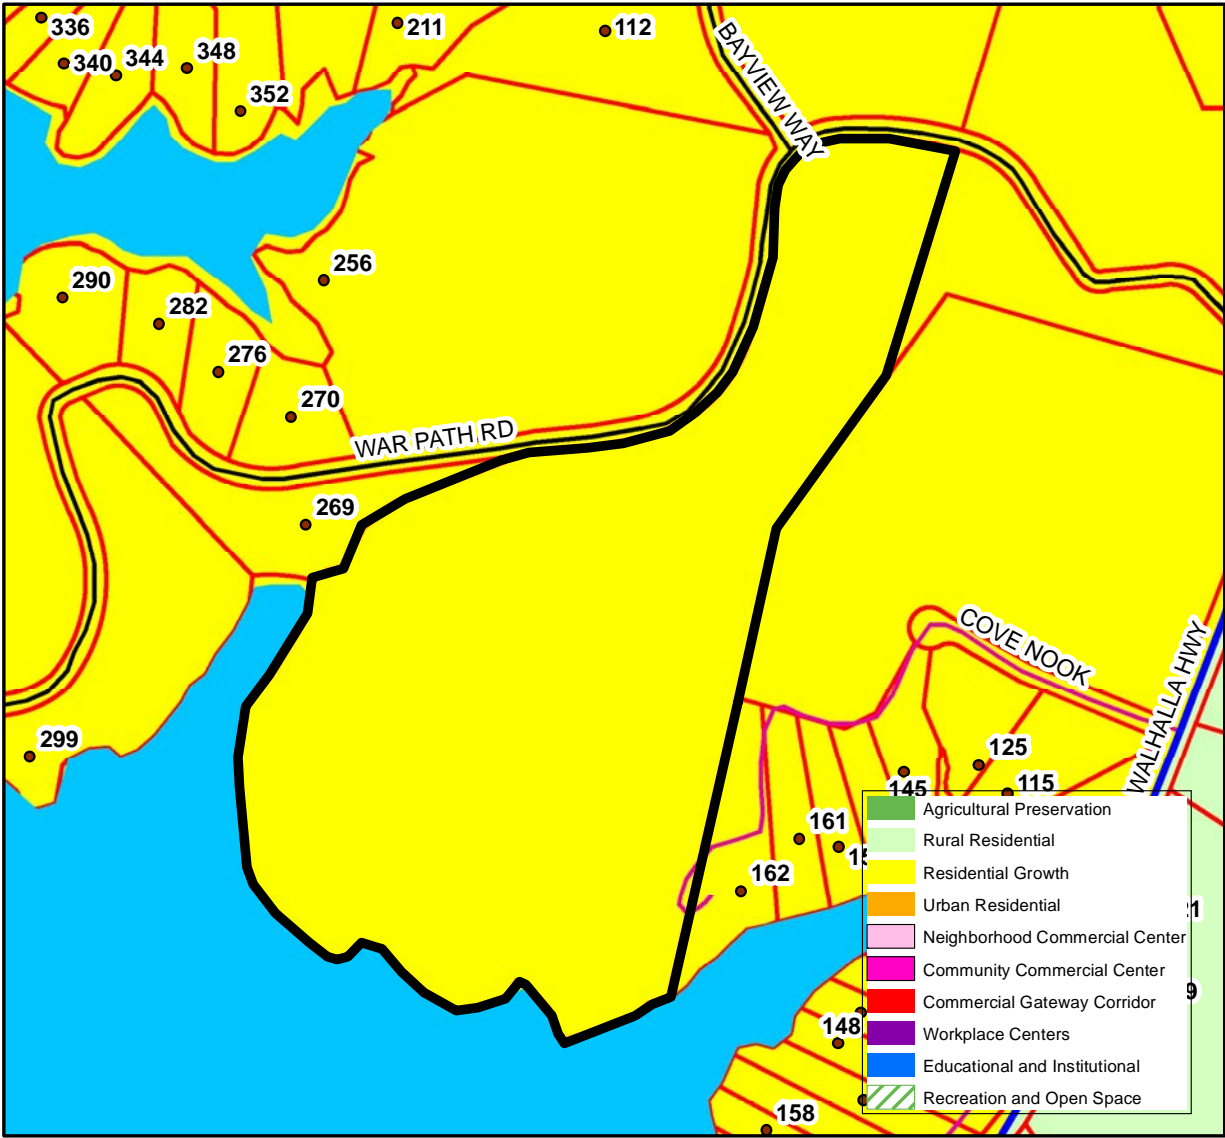 336
211
112
340
344
348
352
BAYVIEW WAY
256
290
282
276
270
WAR PATH RD
269
COVE NOOK
WALHALLA HWY
299
125
145
115
161
162
148
158
Agricultural Preservation
Rural Residential
Residential Growth
Urban Residential
Neighborhood Commercial Center
Community Commercial Center
Commercial Gateway Corridor
Workplace Centers
Educational and Institutional
Recreation and Open Space